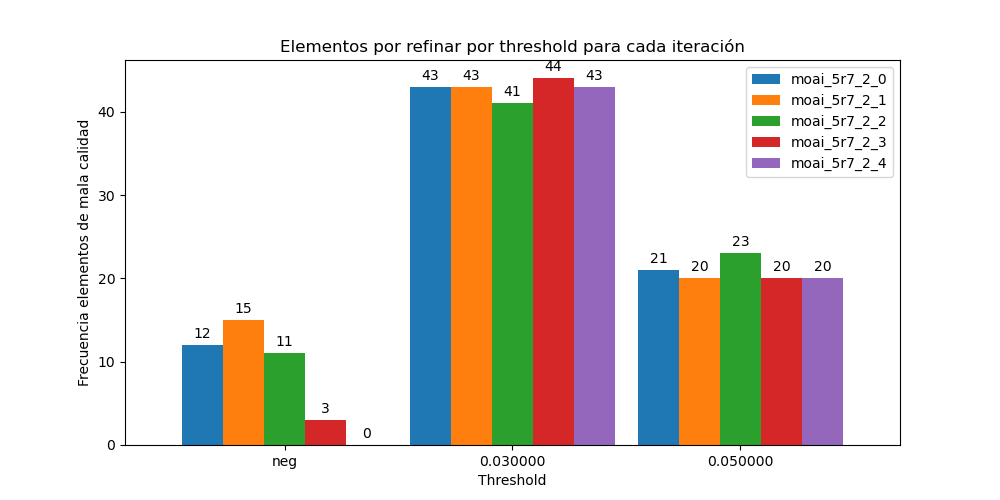 Elementos por refinar por threshold para cada iteración
Frecuencia elementos de mala calidad
40
30
20
10
0
12
15
11
3
0
43
43
41
44
43
21
20
23
20
20
moai_5r7_2_0
moai_5r7_2_1
moai_5r7_2_2
moai_5r7_2_3
moai_5r7_2_4
neg
0.030000
0.050000
Threshold